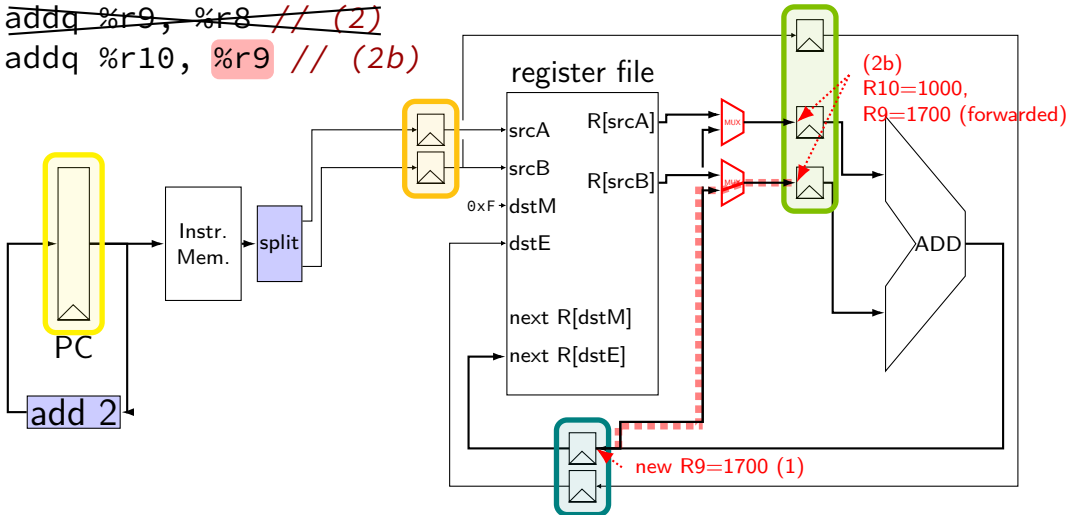 addq %r9, %r8 // (2)
addq %r10, %r9 // (2b)
register file
(2b)
R10=1000,
R9=1700 (forwarded)
srcA
R[srcA]
MUX
srcB
R[srcB]
MUX
0xF
dstM
Instr.
Mem.
split
dstE
ADD
next R[dstM]
PC
next R[dstE]
add 2
new R9=1700 (1)